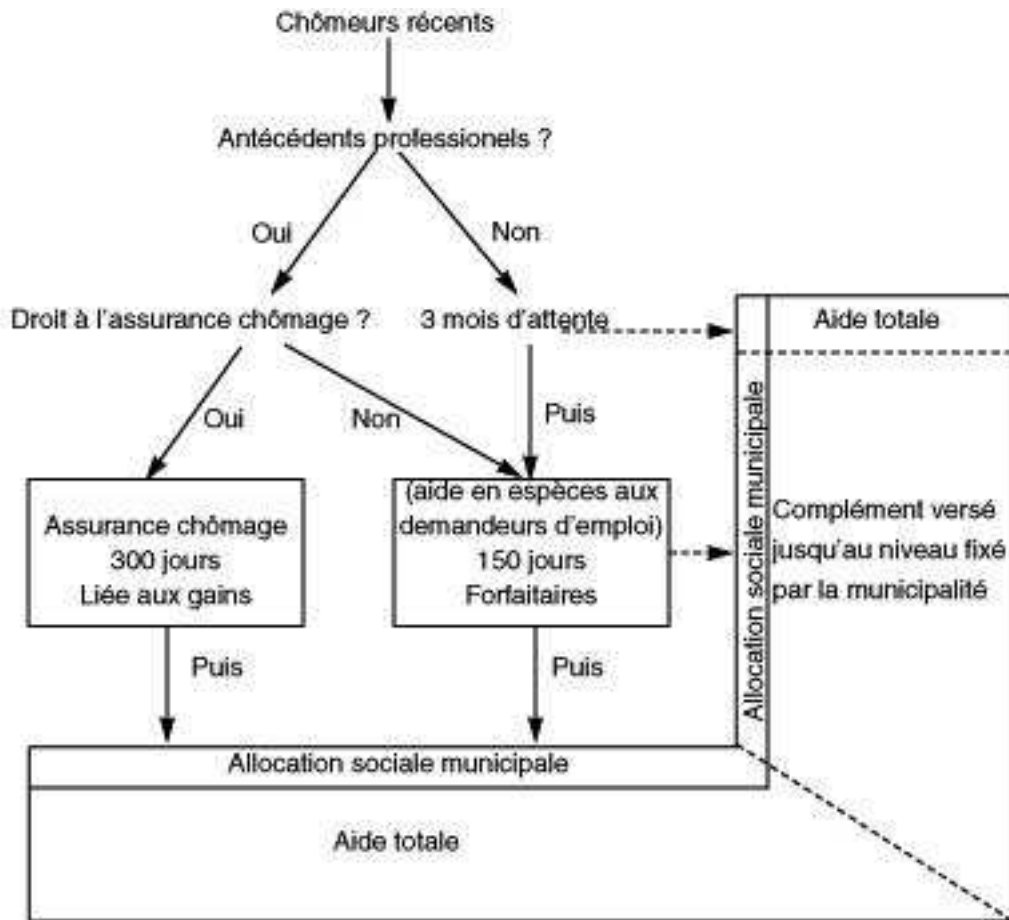 Chômeurs récents
Antécédents professionels ?
Oui
Non
Droit à l'assurance chômage ?
3 mois d'attente
Aide totale
Oui
Non
Puis
Assurance chômage
300 jours
Liée aux gains
(aide en espèces aux
demandeurs d'emploi)
150 jours
Forfaitaires
Allocation sociale municipale
Complément versé
jusqu'au niveau fixé
par la municipalité
Puis
Puis
Allocation sociale municipale
Aide totale